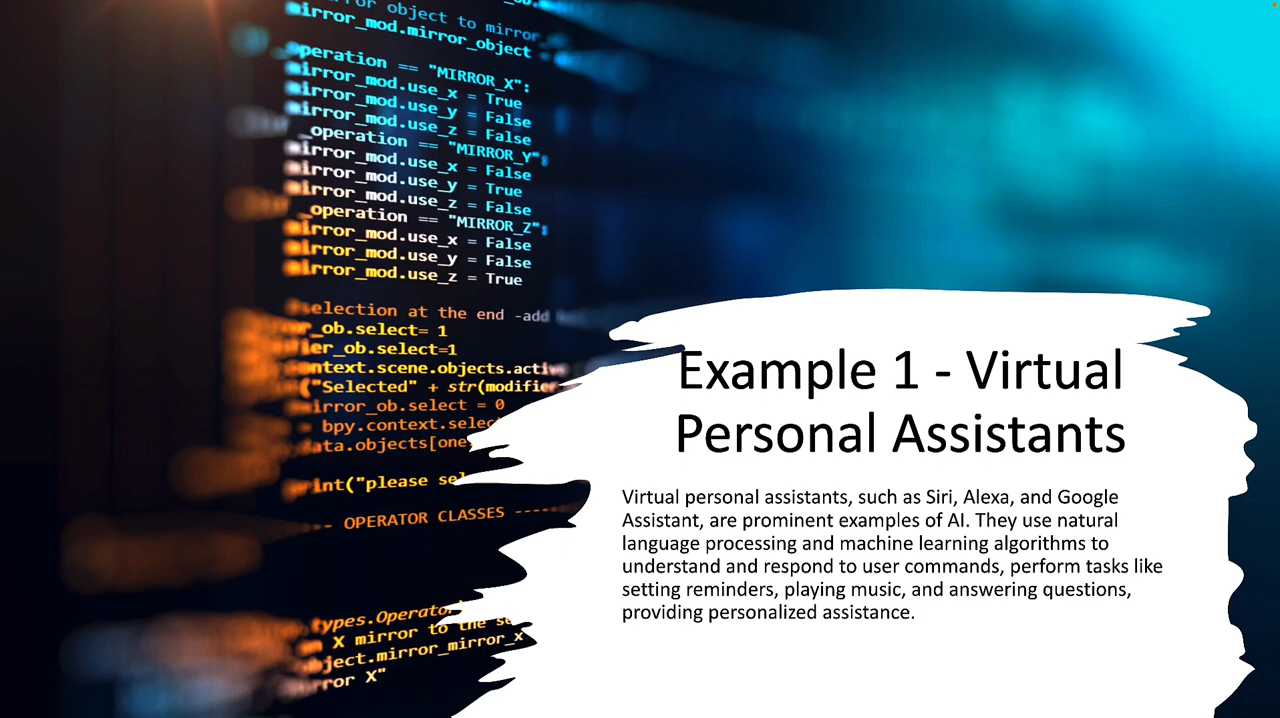 object to mirror
mirror_mod.mirror_object
operation == "MIRROR_X":
mirror_mod.use_x = True
mirror_mod.use_y = False
mirror_mod.use_z = False
_operation == "MIRROR_Y":
mirror_mod.use_x = False
mirror_mod.use_y = True
mirror_mod.use_z = False
_operation == "MIRROR_Z":
mirror_mod.use_x = False
mirror_mod.use_y = False
mirror_mod.use_z = True
selection at the end -add
_ob.select= 1
ier_ob.select=1
ntext.scene.objects.active
("Selected" + str(modifier
mirror_ob.select = 0
= bpy.context.selec
data.objects[one
print("please sel
--- OPERATOR CLASSES ----
types.Operator
X mirror to the se
ject.mirror_mirror_x
rror X"
Example 1 - Virtual
Personal Assistants
Virtual personal assistants, such as Siri, Alexa, and Google
Assistant, are prominent examples of AI. They use natural
language processing and machine learning algorithms to
understand and respond to user commands, perform tasks like
setting reminders, playing music, and answering questions,
providing personalized assistance.